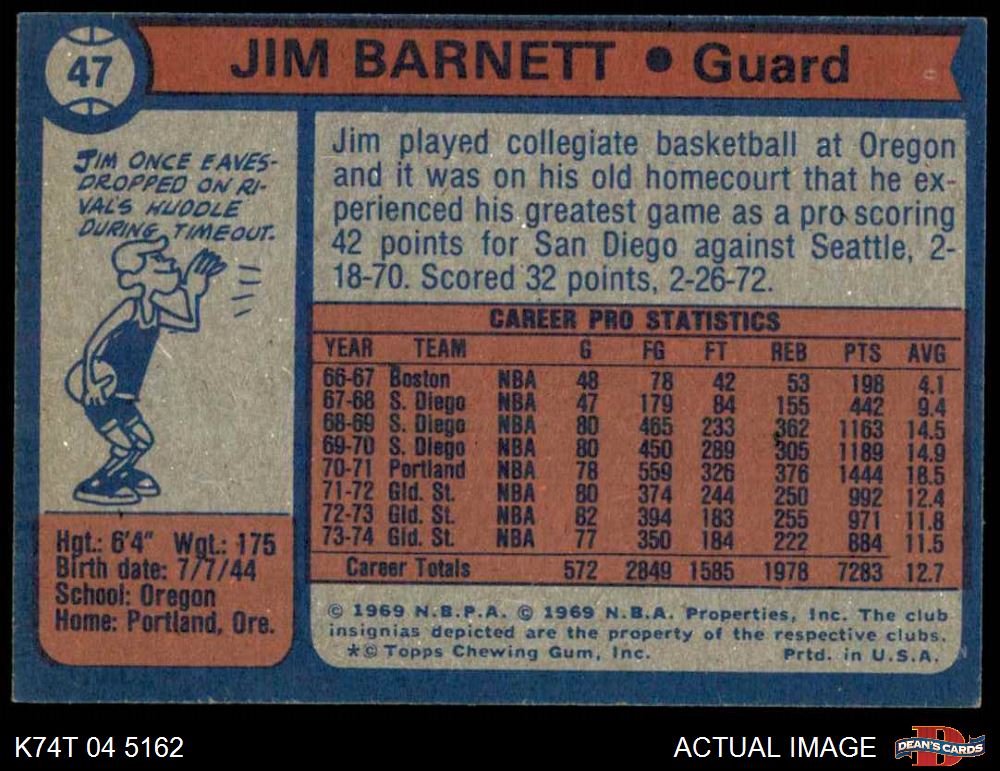 47
JIM BARNETT • Guard
JIM ONCE EAVES-
DROPPED ON RI-
VAL'S HUDDLE
DURING TIMEOUT.
Jim played collegiate basketball at Oregon
and it was on his old homecourt that he ex-
perienced his greatest game as a pro scoring
42 points for San Diego against Seattle, 2-
18-70. Scored 32 points, 2-26-72.
CAREER PRO STATISTICS
YEAR TEAM G FG FT REB PTS AVG
66-67 Boston NBA 48 78 42 53 198 4.1
67-68 S. Diego NBA 47 179 84 155 442 9.4
68-69 S. Diego NBA 80 465 233 362 1163 14.5
69-70 S. Diego NBA 80 450 289 305 1189 14.9
70-71 Portland NBA 78 559 326 376 1444 18.5
71-72 Gld. St. NBA 80 374 244 250 992 12.4
72-73 Gld. St. NBA 82 394 183 255 971 11.8
73-74 Gld. St. NBA 77 350 184 222 884 11.5
Career Totals 572 2849 1585 1978 7283 12.7
Hgt.: 6'4" Wgt.: 175
Birth date: 7/7/44
School: Oregon
Home: Portland, Ore.
© 1969 N.B.P.A. © 1969 N.B.A. Properties, Inc. The club
insignias depicted are the property of the respective clubs.
*© Topps Chewing Gum, Inc. Prtd. in U.S.A.
K74T 04 5162
ACTUAL IMAGE
D
DEAN'S CARDS